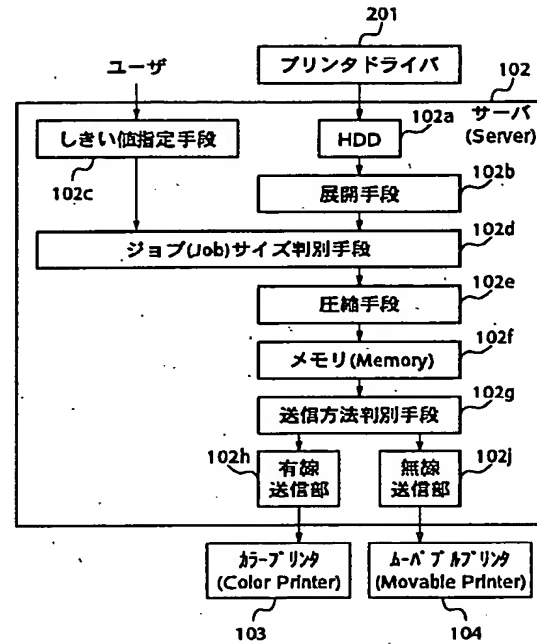 201
ユーザ
プリンタドライバ
102
サーバ
(Server)
しきい値指定手段
HDD
102a
102c
102b
展開手段
102d
ジョブ(Job)サイズ判別手段
102e
圧縮手段
102f
メモリ(Memory)
102g
送信方法判別手段
102h
有線
送信部
無線
送信部
102j
カラープリンタ
(Color Printer)
ムーバブルプリンタ
(Movable Printer)
103
104